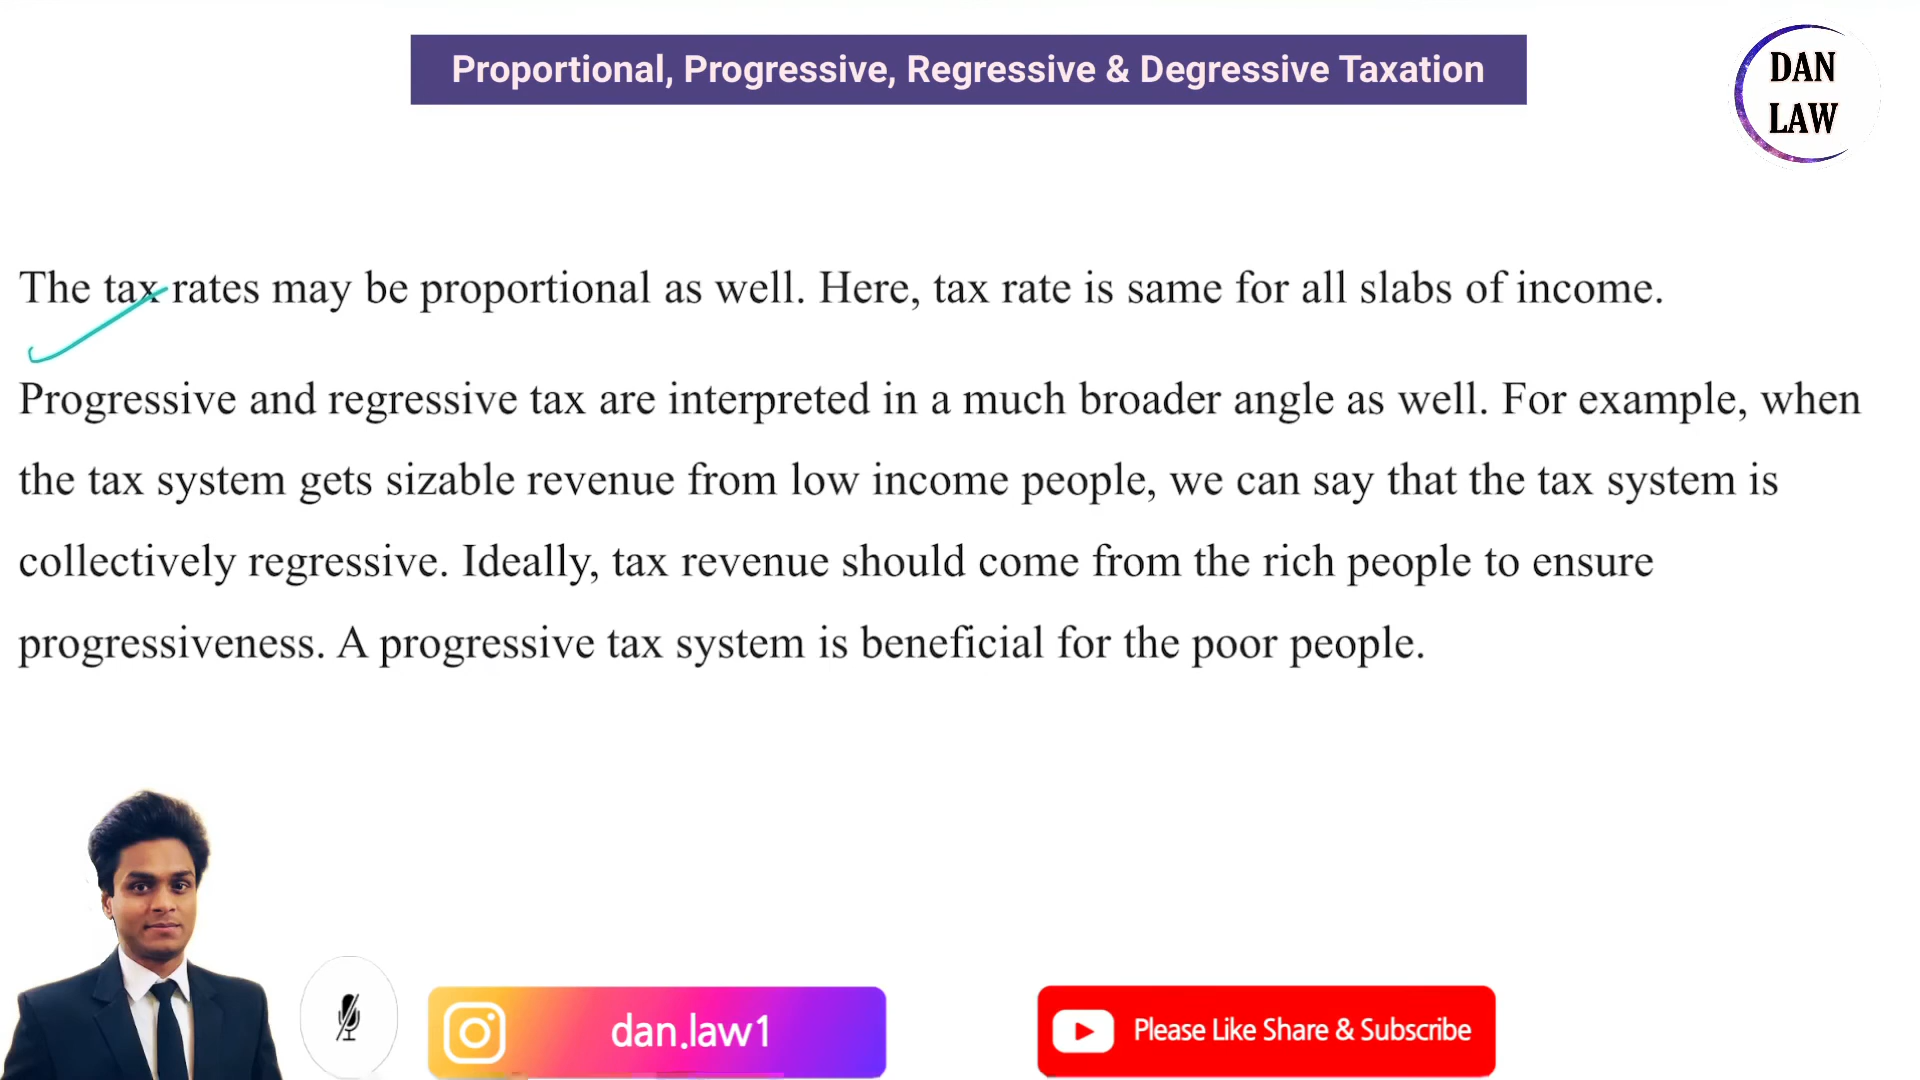 Proportional, Progressive, Regressive & Degressive Taxation
DAN
LAW
The tax rates may be proportional as well. Here, tax rate is same for all slabs of income.
Progressive and regressive tax are interpreted in a much broader angle as well. For example, when
the tax system gets sizable revenue from low income people, we can say that the tax system is
collectively regressive. Ideally, tax revenue should come from the rich people to ensure
progressiveness. A progressive tax system is beneficial for the poor people.
dan.law1
Please Like Share & Subscribe